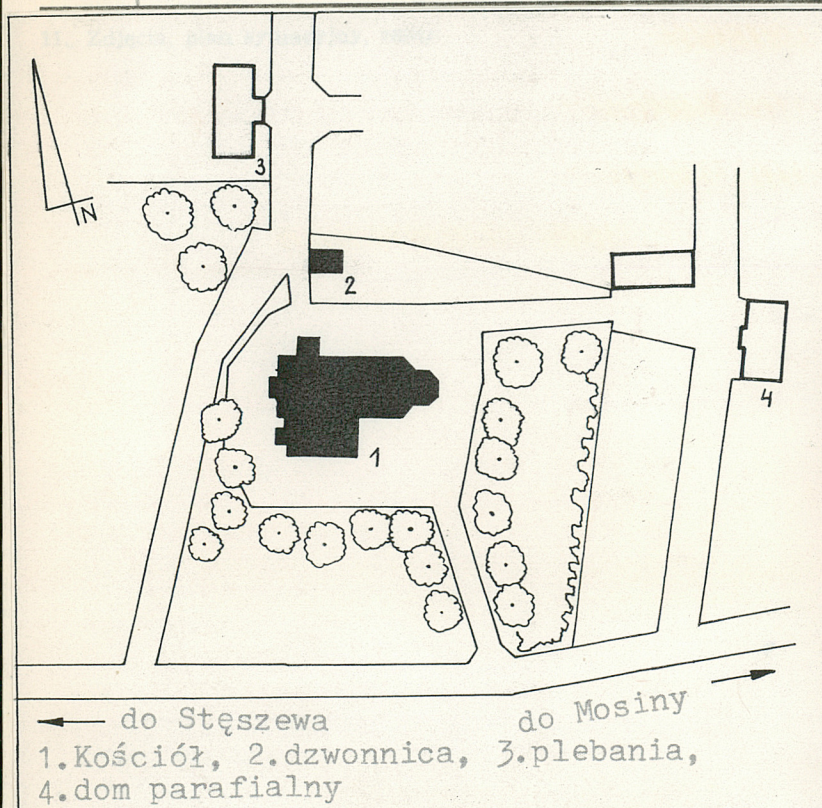 N
3
2
4
1
do Stęszewa
do Mosiny
1.Kościół, 2.dzwonnica, 3.plebania,
4.dom parafialny